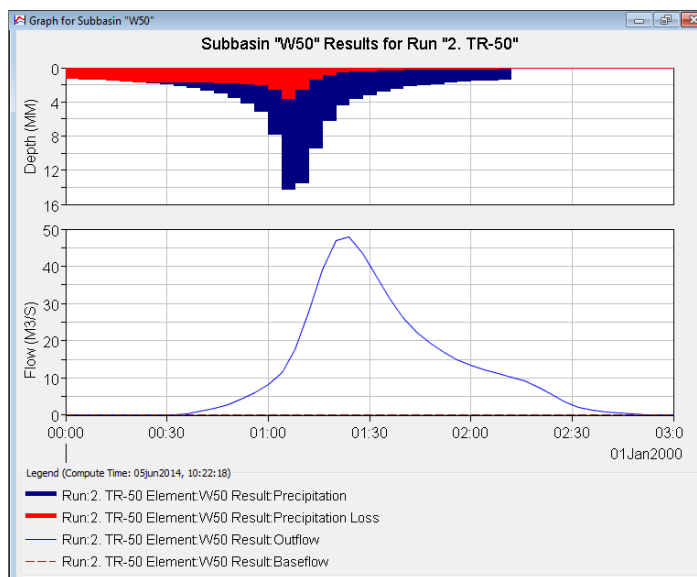 Graph for Subbasin "W50"
Subbasin "W50" Results for Run "2. TR-50"
0
4
8
12
16
Depth (MM)
50
40
30
20
10
0
Flow (M3/S)
00:00 00:30 01:00 01:30 02:00 02:30 03:0
01Jan2000
Legend (Compute Time: 05jun2014, 10:22:18)
Run:2. TR-50 Element:W50 Result:Precipitation
Run:2. TR-50 Element:W50 Result:Precipitation Loss
Run:2. TR-50 Element:W50 Result:Outflow
Run:2. TR-50 Element:W50 Result:Baseflow